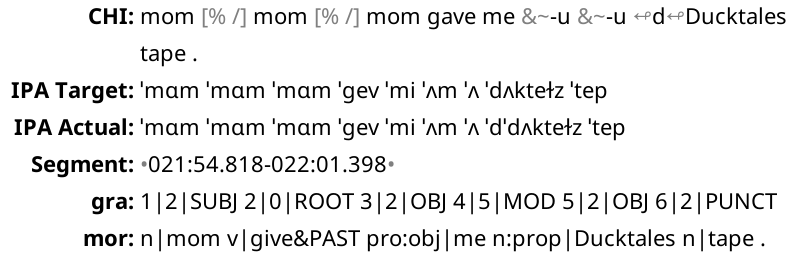 CHI: mom [% /] mom [% /] mom gave me &~-u &~-u ↫d↫Ducktales
tape .
IPA Target: ˈmɑm ˈmɑm ˈmɑm ˈgev ˈmi ˈʌm ˈʌ ˈdʌkteɫz ˈtep
IPA Actual: ˈmɑm ˈmɑm ˈmɑm ˈgev ˈmi ˈʌm ˈʌ ˈdˈdʌkteɫz ˈtep
Segment: •021:54.818-022:01.398•
gra: 1|2|SUBJ 2|0|ROOT 3|2|OBJ 4|5|MOD 5|2|OBJ 6|2|PUNCT
mor: n|mom v|give&PAST pro:obj|me n:prop|Ducktales n|tape .